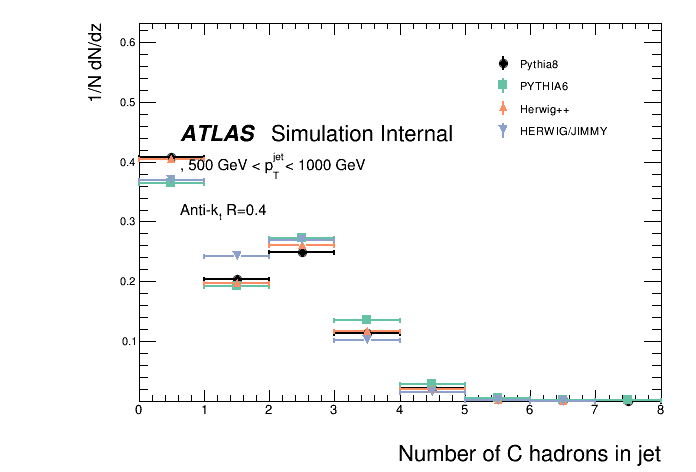 1/N dN/dz
0.6
0.5
0.4
0.3
0.2
0.1
Pythia8
PYTHIA6
Herwig++
HERWIG/JIMMY
ATLAS Simulation Internal
, 500 GeV < p_T^jet < 1000 GeV
Anti-k_t R=0.4
0 1 2 3 4 5 6 7 8
Number of C hadrons in jet